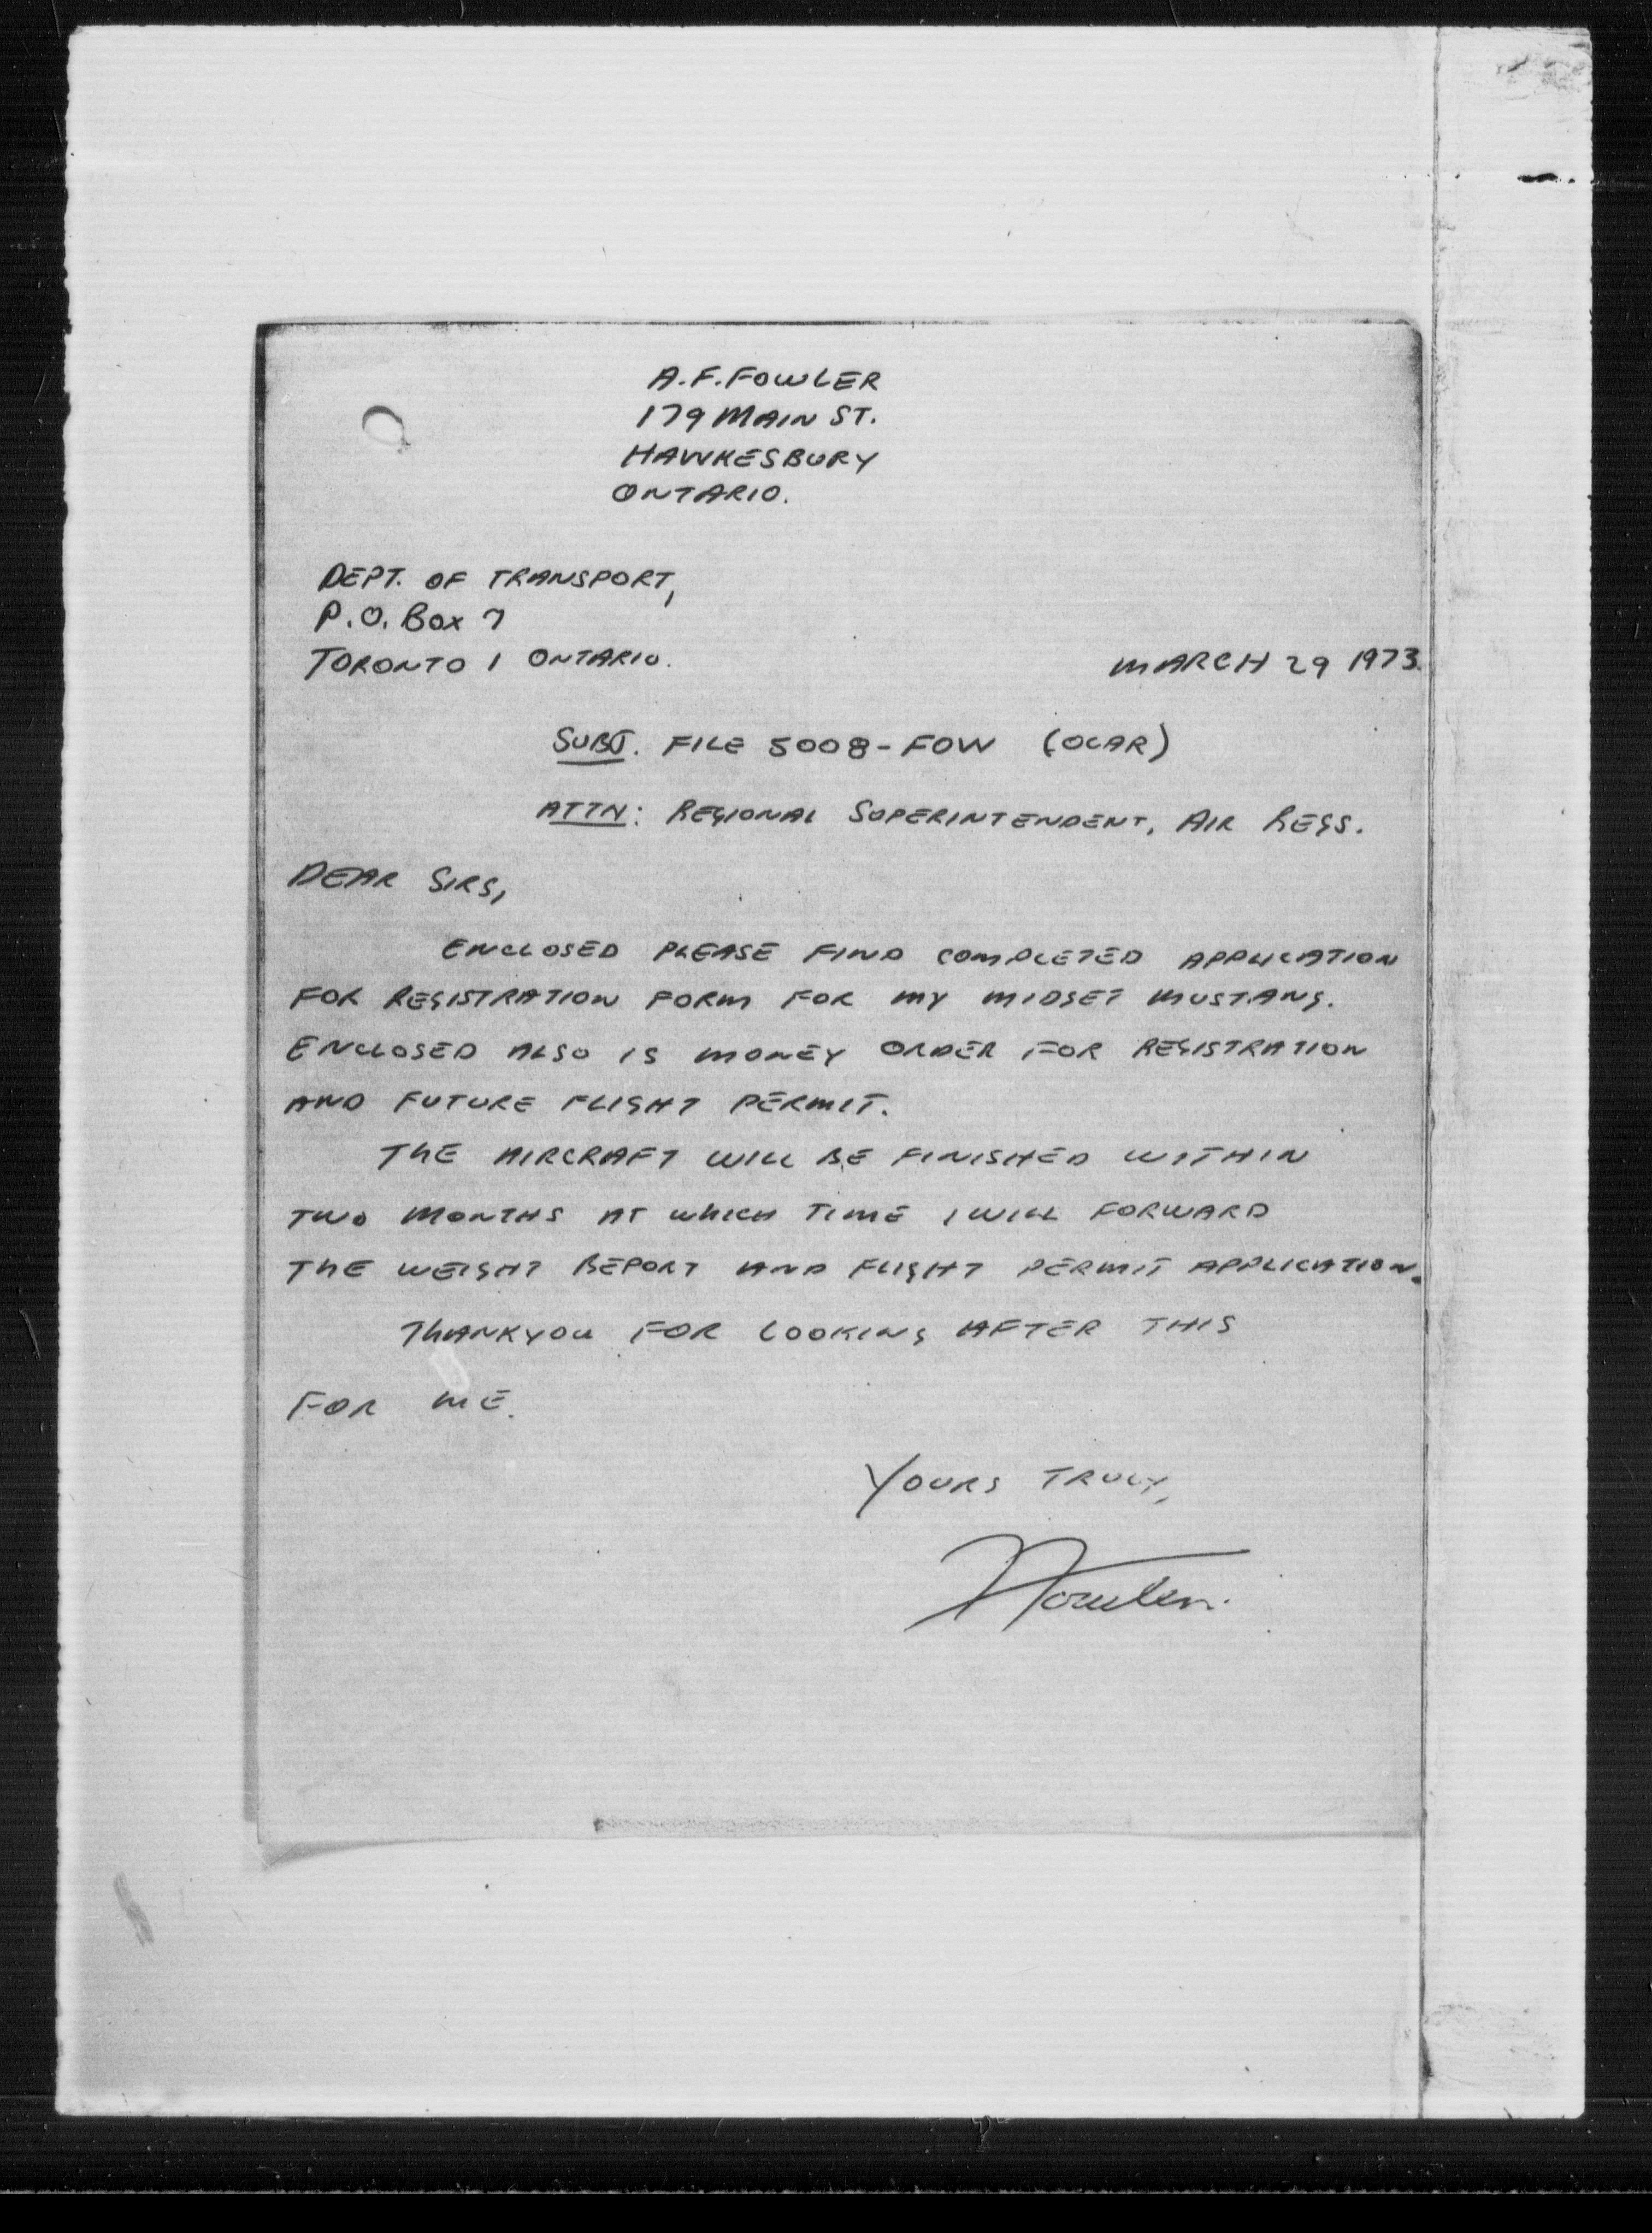 A.F. FOWLER
179 MAIN ST.
HAWKESBURY
ONTARIO.
DEPT. OF TRANSPORT,
P.O. Box 7
TORONTO 1 ONTARIO.
MARCH 29 1973.
SUBJ. FILE 5008-FOW (OCAR)
ATTN: REGIONAL SUPERINTENDENT, AIR REGS.
DEAR SIRS,
ENCLOSED PLEASE FIND COMPLETED APPLICATION
FOR REGISTRATION FORM FOR MY MIDGET MUSTANG.
ENCLOSED ALSO IS MONEY ORDER FOR REGISTRATION
AND FUTURE FLIGHT PERMIT.
THE AIRCRAFT WILL BE FINISHED WITHIN
TWO MONTHS AT WHICH TIME I WILL FORWARD
THE WEIGHT REPORT AND FLIGHT PERMIT APPLICATION.
THANKYOU FOR LOOKING AFTER THIS
FOR ME.
YOURS TRULY,
Fowler.